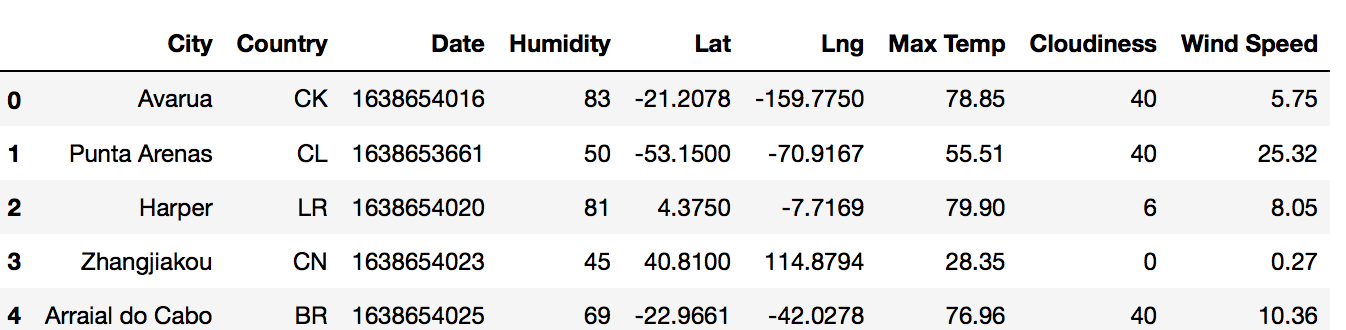 City Country Date Humidity Lat Lng Max Temp Cloudiness Wind Speed
0 Avarua CK 1638654016 83 -21.2078 -159.7750 78.85 40 5.75
1 Punta Arenas CL 1638653661 50 -53.1500 -70.9167 55.51 40 25.32
2 Harper LR 1638654020 81 4.3750 -7.7169 79.90 6 8.05
3 Zhangjiakou CN 1638654023 45 40.8100 114.8794 28.35 0 0.27
4 Arraial do Cabo BR 1638654025 69 -22.9661 -42.0278 76.96 40 10.36